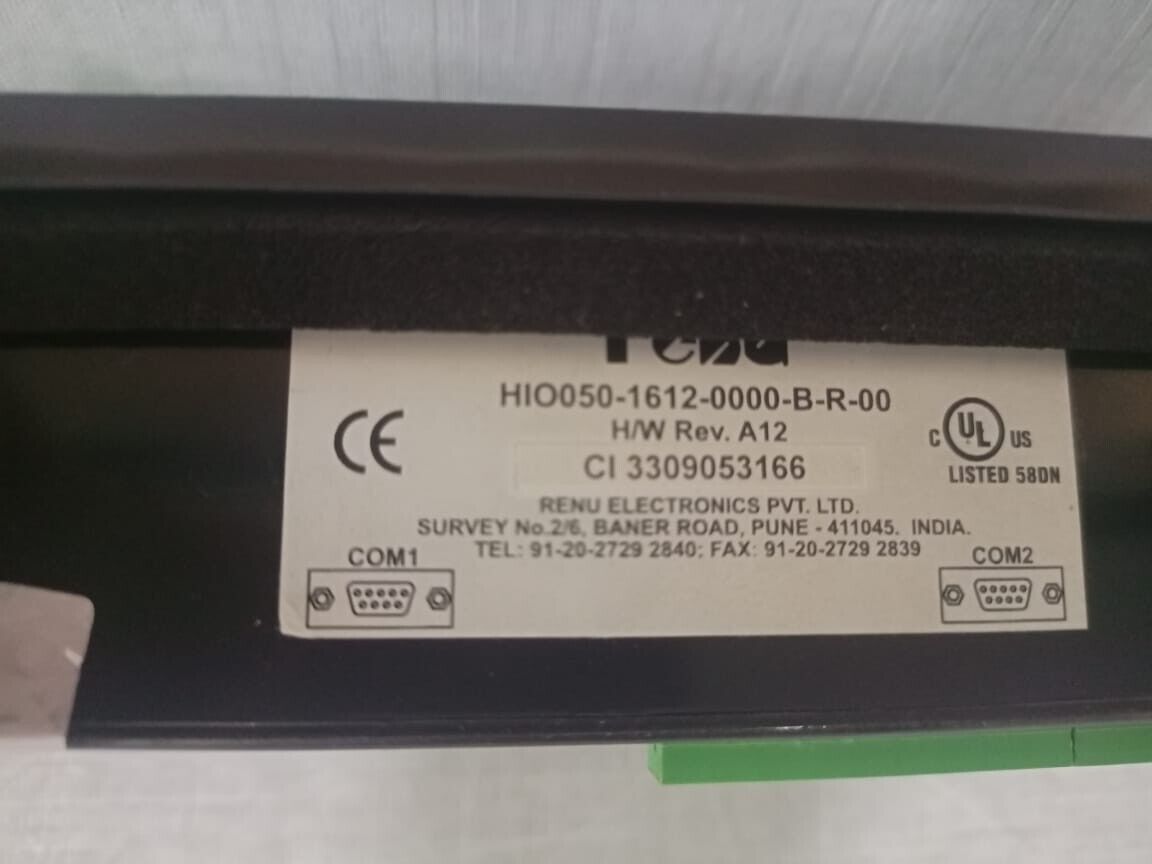 renu
HIO050-1612-0000-B-R-00
H/W Rev. A12
CI 3309053166
CE
C UL US
LISTED 58DN
RENU ELECTRONICS PVT. LTD.
SURVEY No.2/6, BANER ROAD, PUNE - 411045. INDIA.
TEL: 91-20-2729 2840; FAX: 91-20-2729 2839
COM1
COM2